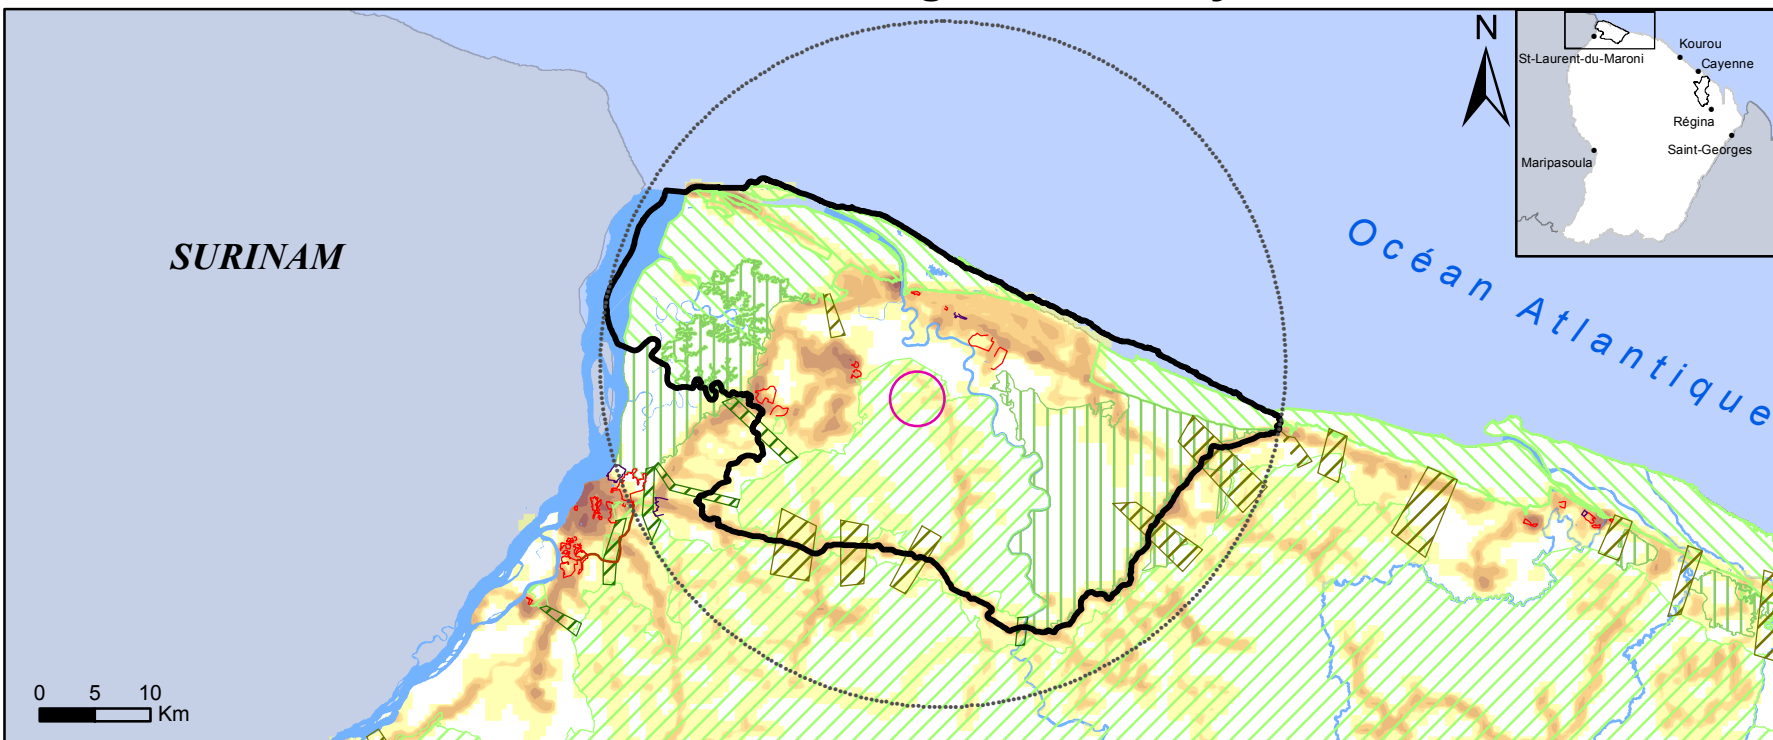 N
St-Laurent-du-Maroni
Kourou
Cayenne
Régina
Saint-Georges
Maripasoula
SURINAM
Océan Atlantique
0 5 10
Km